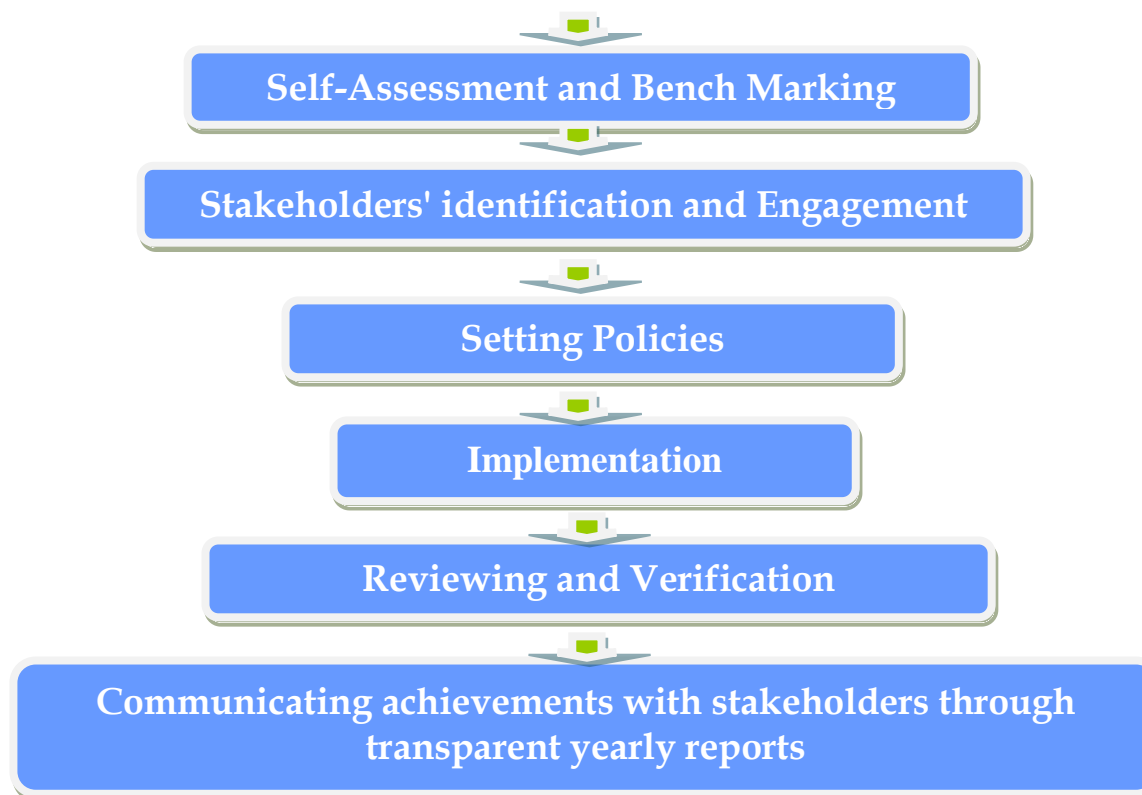 Self-Assessment and Bench Marking
Stakeholders' identification and Engagement
Setting Policies
Implementation
Reviewing and Verification
Communicating achievements with stakeholders through
transparent yearly reports